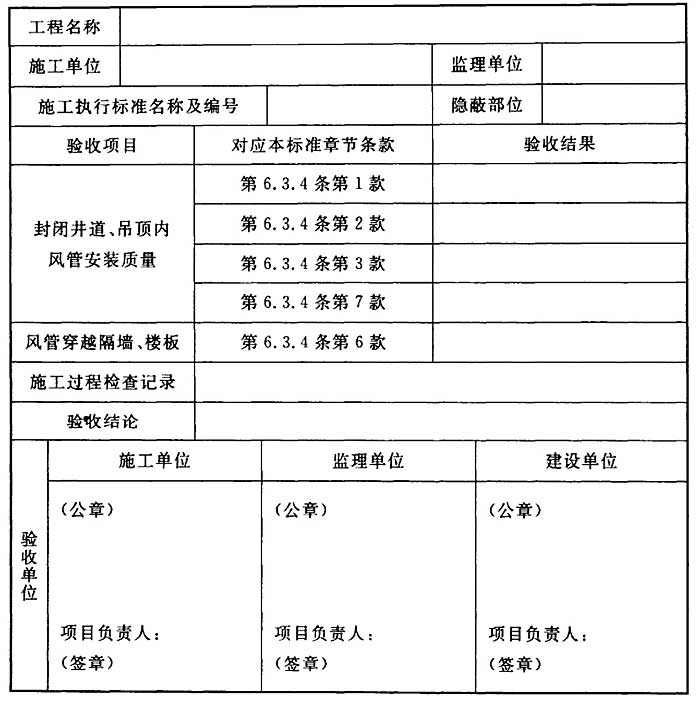 工程名称
施工单位
监理单位
施工执行标准名称及编号
隐蔽部位
验收项目
对应本标准章节条款
验收结果
封闭井道、吊顶内
风管安装质量
第6.3.4条第1款
第6.3.4条第2款
第6.3.4条第3款
第6.3.4条第7款
风管穿越隔墙、楼板
第6.3.4条第6款
施工过程检查记录
验收结论
验收单位
施工单位
监理单位
建设单位
（公章）
（公章）
（公章）
项目负责人：
项目负责人：
项目负责人：
（签章）
（签章）
（签章）